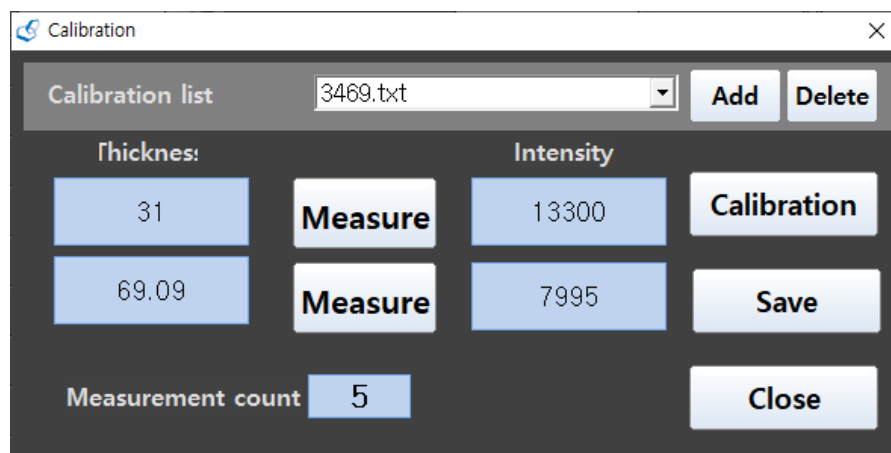 Calibration
Calibration list 3469.txt Add Delete
Thicknes Intensity
31 Measure 13300 Calibration
69.09 Measure 7995 Save
Measurement count 5 Close